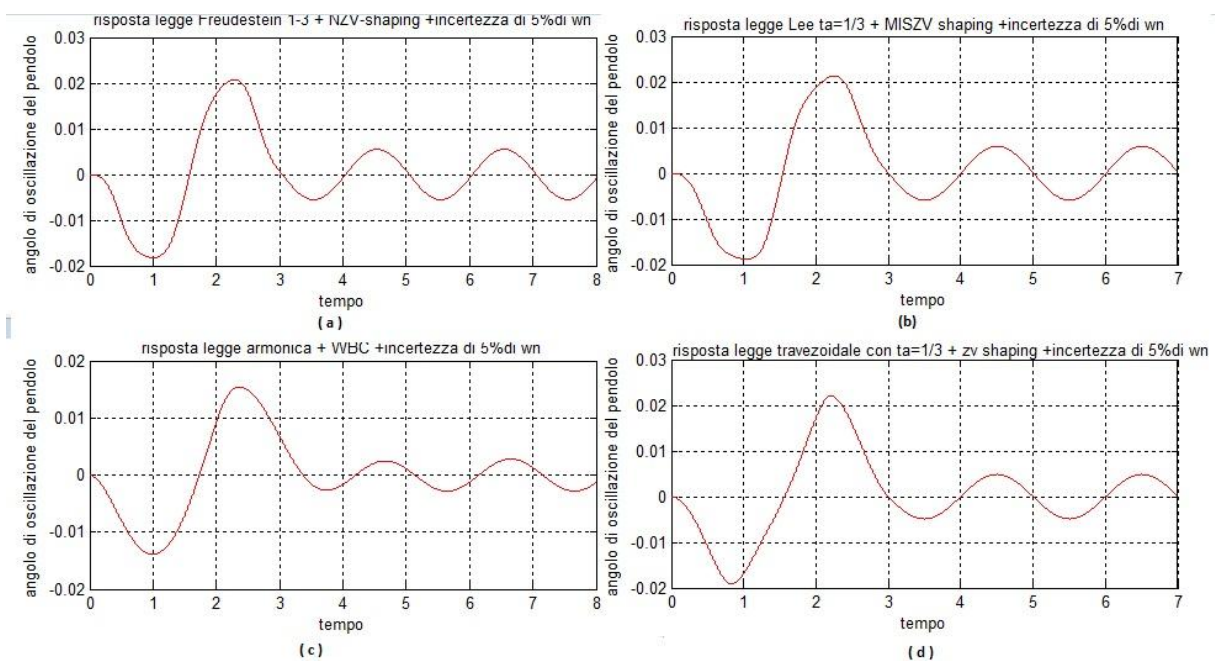 risposta legge Freudestein 1-3 + NZV-shaping +incertezza di 5%di wn
0.03
0.02
0.01
0
-0.01
-0.02
angolo di oscillazione del pendolo
0 1 2 3 4 5 6 7 8
tempo
( a )
risposta legge Lee ta=1/3 + MISZV shaping +incertezza di 5%di wn
0.03
0.02
0.01
0
-0.01
-0.02
angolo di oscillazione del pendolo
0 1 2 3 4 5 6 7
tempo
(b)
risposta legge armonica + WBC +incertezza di 5%di wn
0.02
0.01
0
-0.01
-0.02
angolo di oscillazione del pendolo
0 1 2 3 4 5 6 7 8
tempo
( c )
risposta legge travezoidale con ta=1/3 + zv shaping +incertezza di 5%di wn
0.03
0.02
0.01
0
-0.01
-0.02
angolo di oscillazione del pendolo
0 1 2 3 4 5 6 7
tempo
( d )